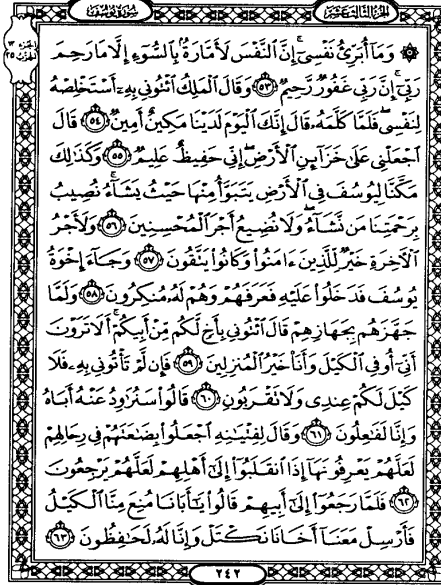 سورة يوسف الجزء الثالث عشر
۞ وَمَآ أُبَرِّئُ نَفْسِىٓ ۚ إِنَّ ٱلنَّفْسَ لَأَمَّارَةٌۢ بِٱلسُّوٓءِ إِلَّا مَا رَحِمَ
رَبِّىٓ ۚ إِنَّ رَبِّى غَفُورٌ رَّحِيمٌ ٥٣ وَقَالَ ٱلْمَلِكُ ٱئْتُونِى بِهِۦٓ أَسْتَخْلِصْهُ
لِنَفْسِى ۖ فَلَمَّا كَلَّمَهُۥ قَالَ إِنَّكَ ٱلْيَوْمَ لَدَيْنَا مَكِينٌ أَمِينٌ ٥٤ قَالَ
ٱجْعَلْنِى عَلَىٰ خَزَآئِنِ ٱلْأَرْضِ ۖ إِنِّى حَفِيظٌ عَلِيمٌ ٥٥ وَكَذَٰلِكَ
مَكَّنَّا لِيُوسُفَ فِى ٱلْأَرْضِ يَتَبَوَّأُ مِنْهَا حَيْثُ يَشَآءُ ۚ نُصِيبُ
بِرَحْمَتِنَا مَن نَّشَآءُ ۖ وَلَا نُضِيعُ أَجْرَ ٱلْمُحْسِنِينَ ٥٦ وَلَأَجْرُ
ٱلْءَاخِرَةِ خَيْرٌ لِّلَّذِينَ ءَامَنُوا۟ وَكَانُوا۟ يَتَّقُونَ ٥٧ وَجَآءَ إِخْوَةُ
يُوسُفَ فَدَخَلُوا۟ عَلَيْهِ فَعَرَفَهُمْ وَهُمْ لَهُۥ مُنكِرُونَ ٥٨ وَلَمَّا
جَهَّزَهُم بِجَهَازِهِمْ قَالَ ٱئْتُونِى بِأَخٍ لَّكُم مِّنْ أَبِيكُمْ ۚ أَلَا تَرَوْنَ
أَنِّىٓ أُوفِى ٱلْكَيْلَ وَأَنَا۠ خَيْرُ ٱلْمُنزِلِينَ ٥٩ فَإِن لَّمْ تَأْتُونِى بِهِۦ فَلَا
كَيْلَ لَكُمْ عِندِى وَلَا تَقْرَبُونِ ٦٠ قَالُوا۟ سَنُرَٰوِدُ عَنْهُ أَبَاهُ
وَإِنَّا لَفَٰعِلُونَ ٦١ وَقَالَ لِفِتْيَٰنِهِ ٱجْعَلُوا۟ بِضَٰعَتَهُمْ فِى رِحَالِهِمْ
لَعَلَّهُمْ يَعْرِفُونَهَآ إِذَا ٱنقَلَبُوٓا۟ إِلَىٰٓ أَهْلِهِمْ لَعَلَّهُمْ يَرْجِعُونَ
٦٢ فَلَمَّا رَجَعُوٓا۟ إِلَىٰٓ أَبِيهِمْ قَالُوا۟ يَٰٓأَبَانَا مُنِعَ مِنَّا ٱلْكَيْلُ
فَأَرْسِلْ مَعَنَآ أَخَانَا نَكْتَلْ وَإِنَّا لَهُۥ لَحَٰفِظُونَ ٦٣
٢٤٢